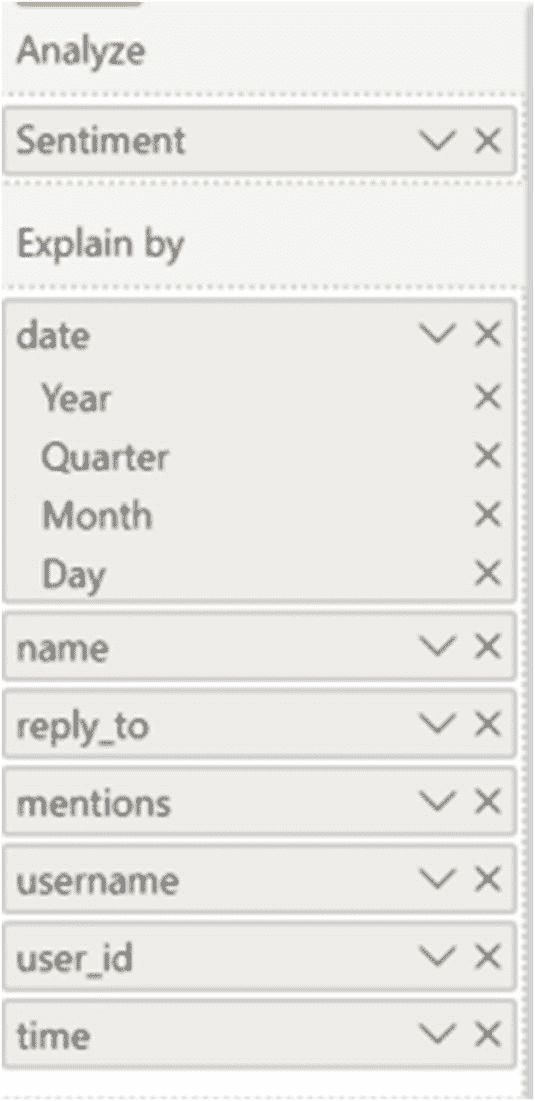 Analyze
Sentiment
Explain by
date
Year
Quarter
Month
Day
name
reply_to
mentions
username
user_id
time